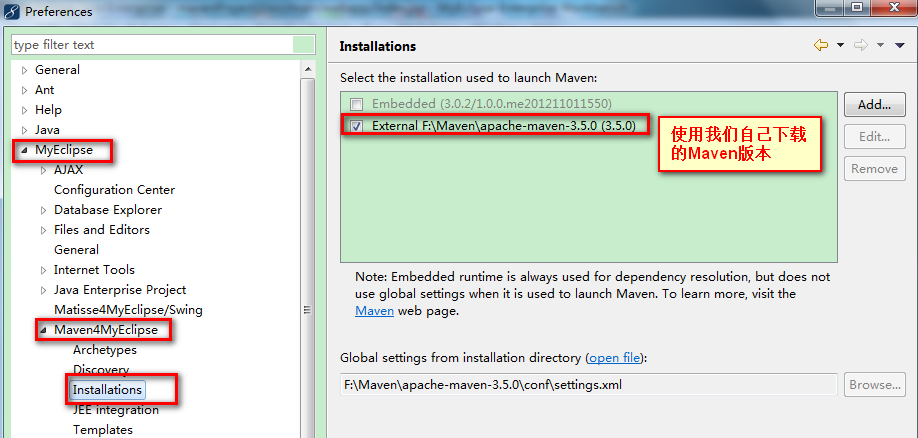 Preferences
type filter text
General
Ant
Help
Java
MyEclipse
AJAX
Configuration Center
Database Explorer
Files and Editors
General
Internet Tools
Java Enterprise Project
Matisse4MyEclipse/Swing
Maven4MyEclipse
Archetypes
Discovery
Installations
JEE integration
Templates
Installations
Select the installation used to launch Maven:
Embedded (3.0.2/1.0.0.me201211011550)
External F:\Maven\apache-maven-3.5.0 (3.5.0)
使用我们自己下载
的Maven版本
Add...
Edit...
Remove
Note: Embedded runtime is always used for dependency resolution, but does not
use global settings when it is used to launch Maven. To learn more, visit the
Maven web page.
Global settings from installation directory (open file):
F:\Maven\apache-maven-3.5.0\conf\settings.xml
Browse...